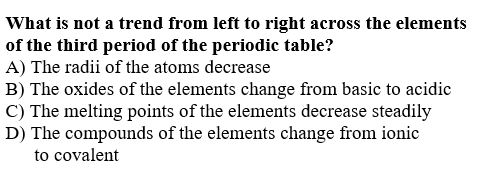 What is not a trend from left to right across the elements
of the third period of the periodic table?
A) The radii of the atoms decrease
B) The oxides of the elements change from basic to acidic
C) The melting points of the elements decrease steadily
D) The compounds of the elements change from ionic
to covalent